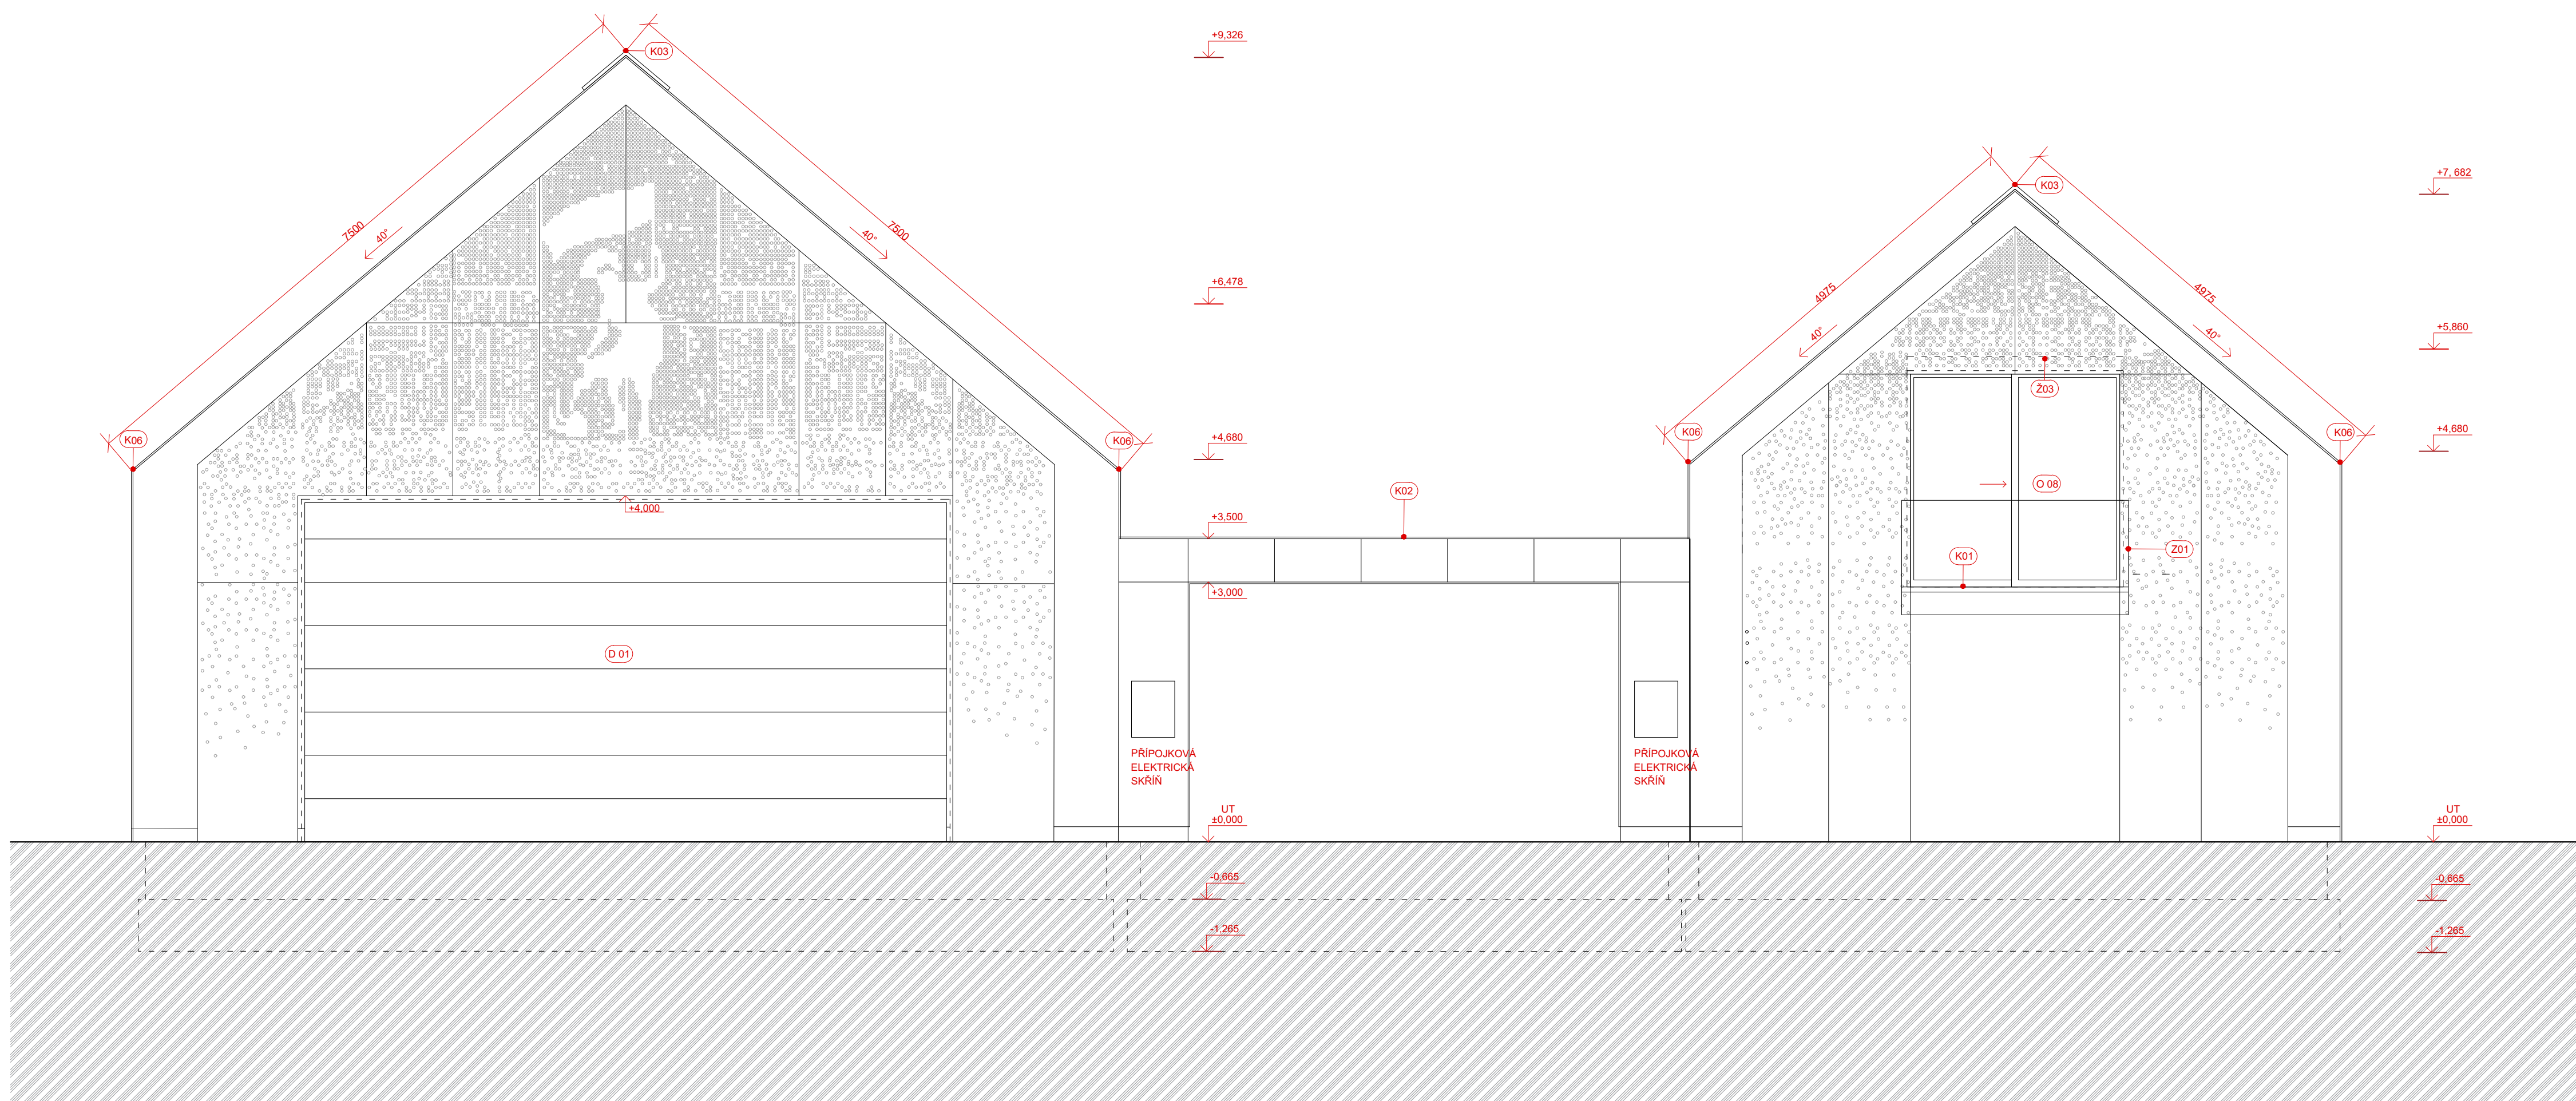 +9,326
K03
+7, 682
K03
7500
40°
40°
7500
+6,478
4975
4975
+5,860
40°
40°
Ž03
K06
K06
+4,680
K06
K06
+4,680
O 08
K02
+4,000
+3,500
Z01
K01
+3,000
D 01
PŘÍPOJKOVÁ
ELEKTRICKÁ
SKŘÍŇ
PŘÍPOJKOVÁ
ELEKTRICKÁ
SKŘÍŇ
UT
±0,000
UT
±0,000
-0,665
-0,665
-1,265
-1,265